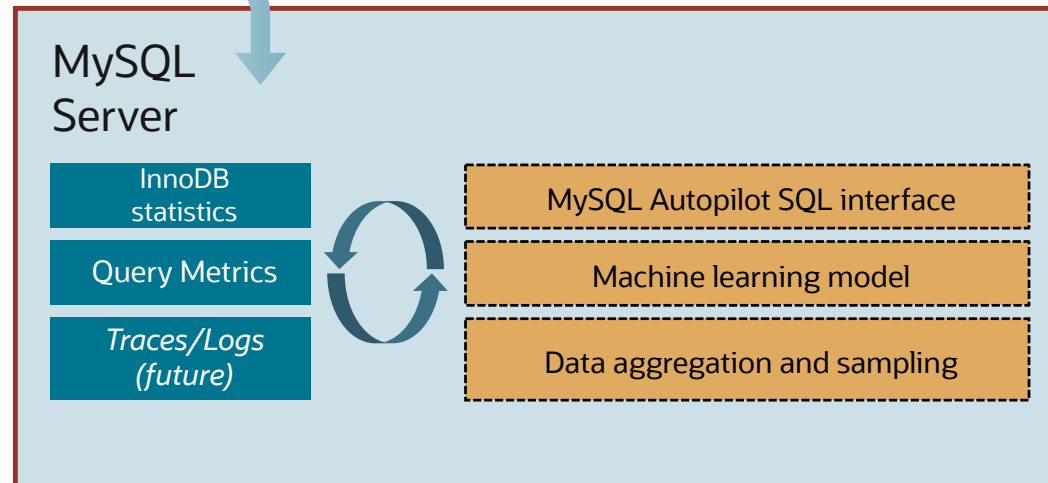 MySQL
Server
InnoDB
statistics
Query Metrics
Traces/Logs
(future)
MySQL Autopilot SQL interface
Machine learning model
Data aggregation and sampling